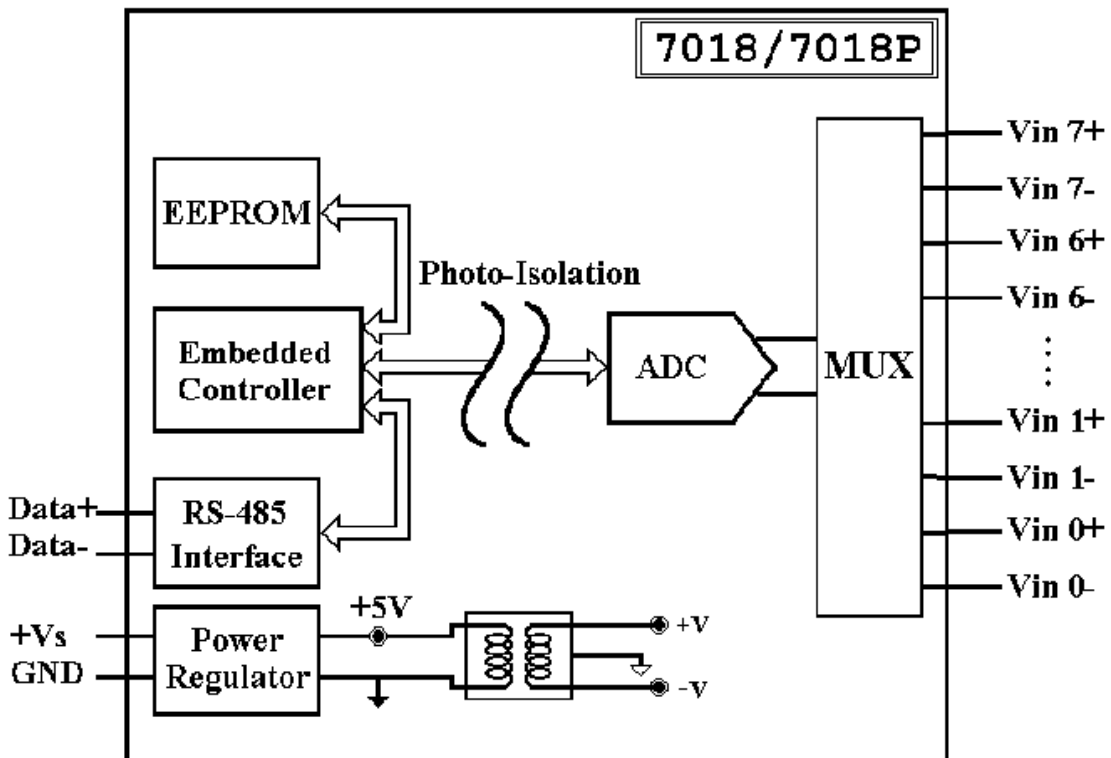 7018/7018P
Vin 7+
Vin 7-
Vin 6+
Vin 6-
Vin 1+
Vin 1-
Vin 0+
Vin 0-
EEPROM
Photo-Isolation
Embedded
Controller
ADC
MUX
Data+
Data-
RS-485
Interface
+Vs
GND
Power
Regulator
+5V
+V
-V